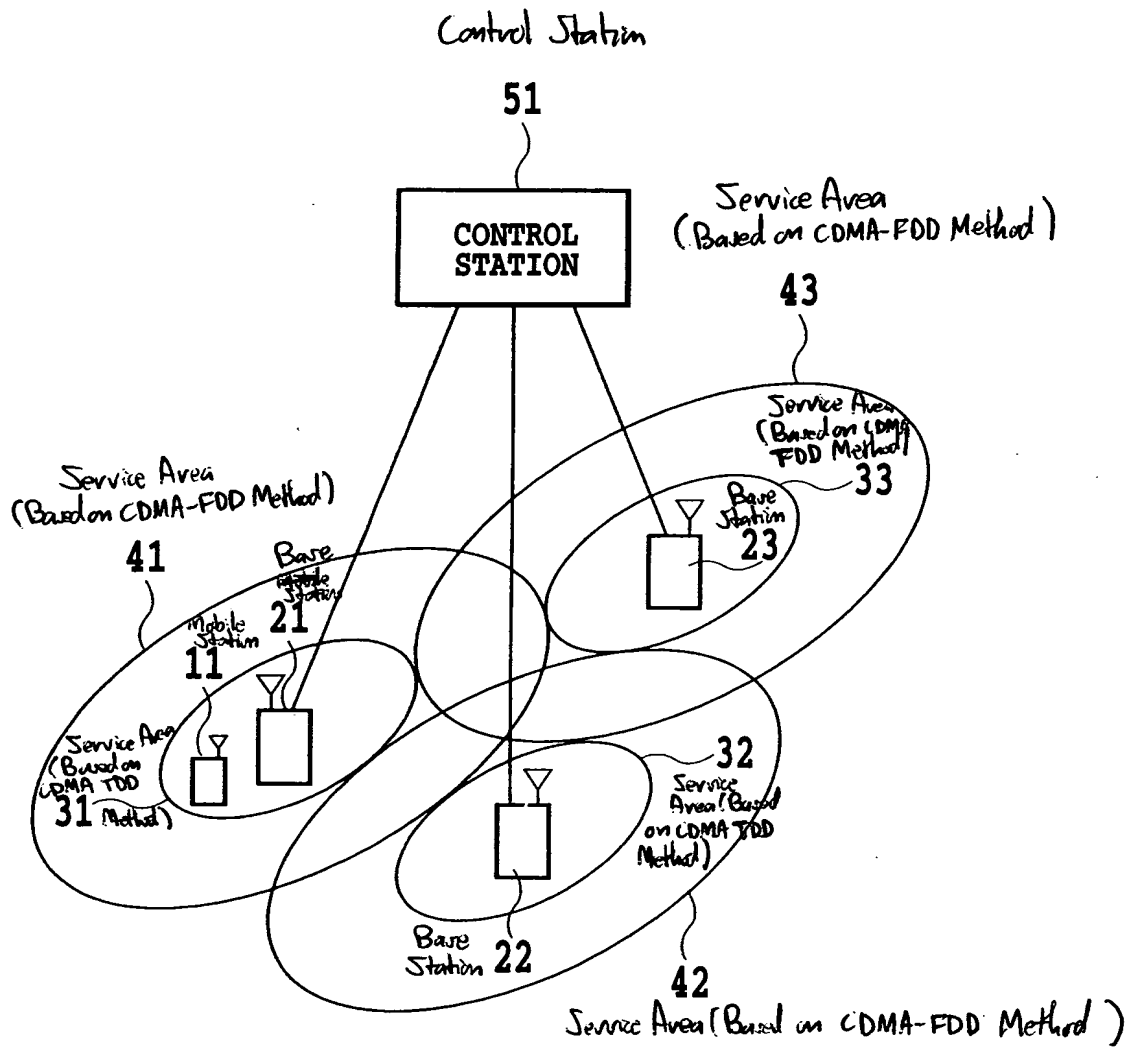 Control Station
51
CONTROL
STATION
Service Area
(Based on CDMA-FDD Method)
43
Service Area
(Based on CDMA
FDD Method)
33
Base
Station
23
Service Area
(Based on CDMA-FDD Method)
41
Base
Mobile
Station
21
Mobile
Station
11
Service Area
(Based on
CDMA TDD
31 Method)
32
Service
Area (Based
on CDMA TDD
Method)
Base
Station 22
42
Service Area (Based on CDMA-FDD Method)